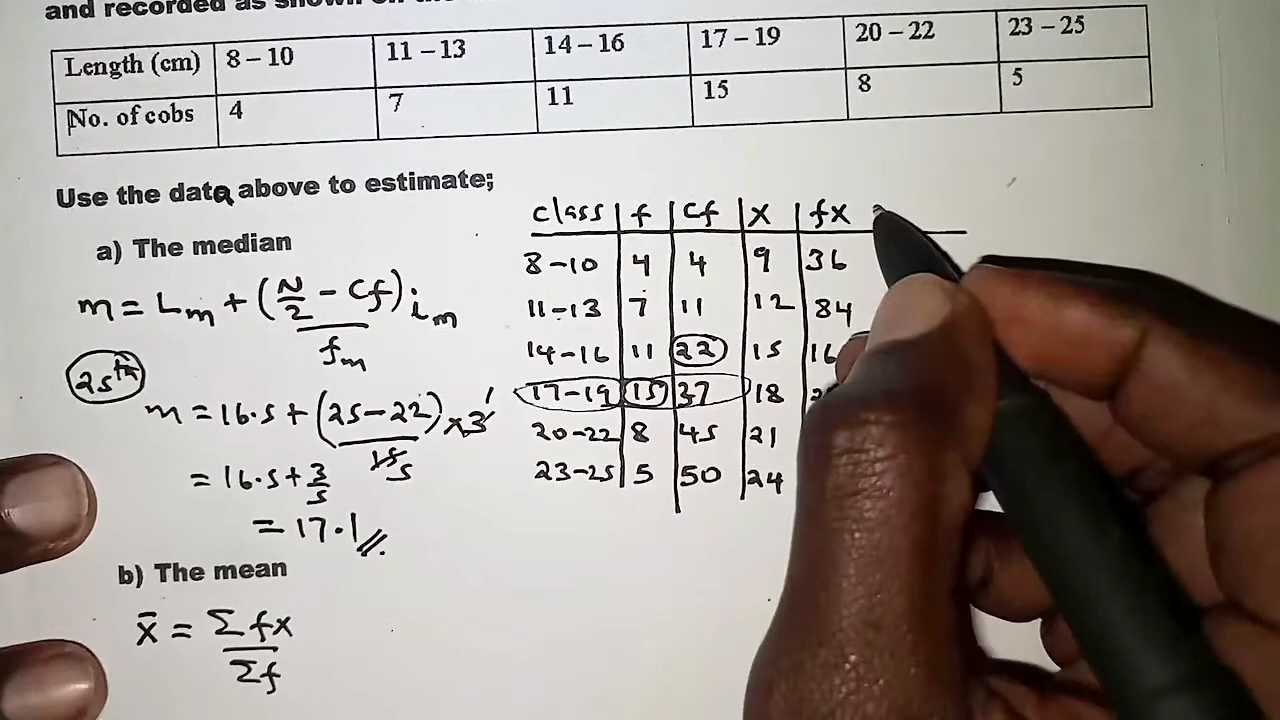 and recorded as shown on the
Length (cm) 8 – 10 11 – 13 14 – 16 17 – 19 20 – 22 23 – 25
No. of cobs 4 7 11 15 8 5
Use the data above to estimate;
a) The median
m = Lm + (N/2 - Cf) im
fm
25th
m = 16.5 + (25-22) x3 1
15 5
= 16.5 + 3/5
= 17.1
b) The mean
x̄ = Σfx
Σf
class f Cf x fx
8-10 4 4 9 36
11-13 7 11 12 84
14-16 11 22 15
17-19 15 37 18
20-22 8 45 21
23-25 5 50 24